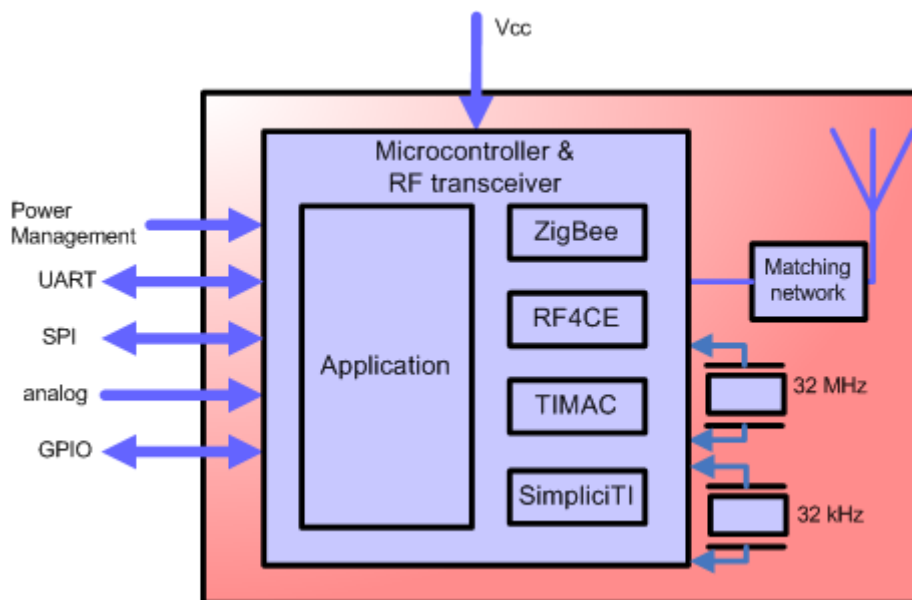 Vcc
Microcontroller &
RF transceiver
Power
Management
UART
SPI
analog
GPIO
Application
ZigBee
RF4CE
TIMAC
SimpliciTI
Matching
network
32 MHz
32 kHz